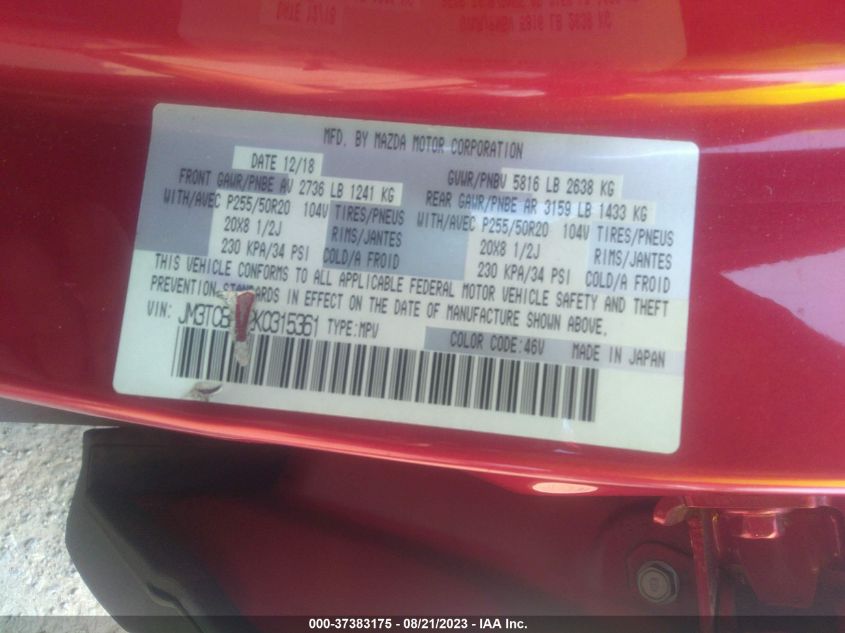 MFD. BY MAZDA MOTOR CORPORATION
DATE 12/18
GVWR/PNBV 5816 LB 2638 KG
FRONT GAWR/PNBE AV 2736 LB 1241 KG
REAR GAWR/PNBE AR 3159 LB 1433 KG
WITH/AVEC P255/50R20 104V TIRES/PNEUS
WITH/AVEC P255/50R20 104V TIRES/PNEUS
20X8 1/2J RIMS/JANTES
20X8 1/2J RIMS/JANTES
230 KPA/34 PSI COLD/A FROID
230 KPA/34 PSI COLD/A FROID
THIS VEHICLE CONFORMS TO ALL APPLICABLE FEDERAL MOTOR VEHICLE SAFETY AND THEFT
PREVENTION STANDARDS IN EFFECT ON THE DATE OF MANUFACTURE SHOWN ABOVE.
VIN: K0315361 TYPE:MPV
COLOR CODE:46V MADE IN JAPAN
000-37383175 - 08/21/2023 - IAA Inc.